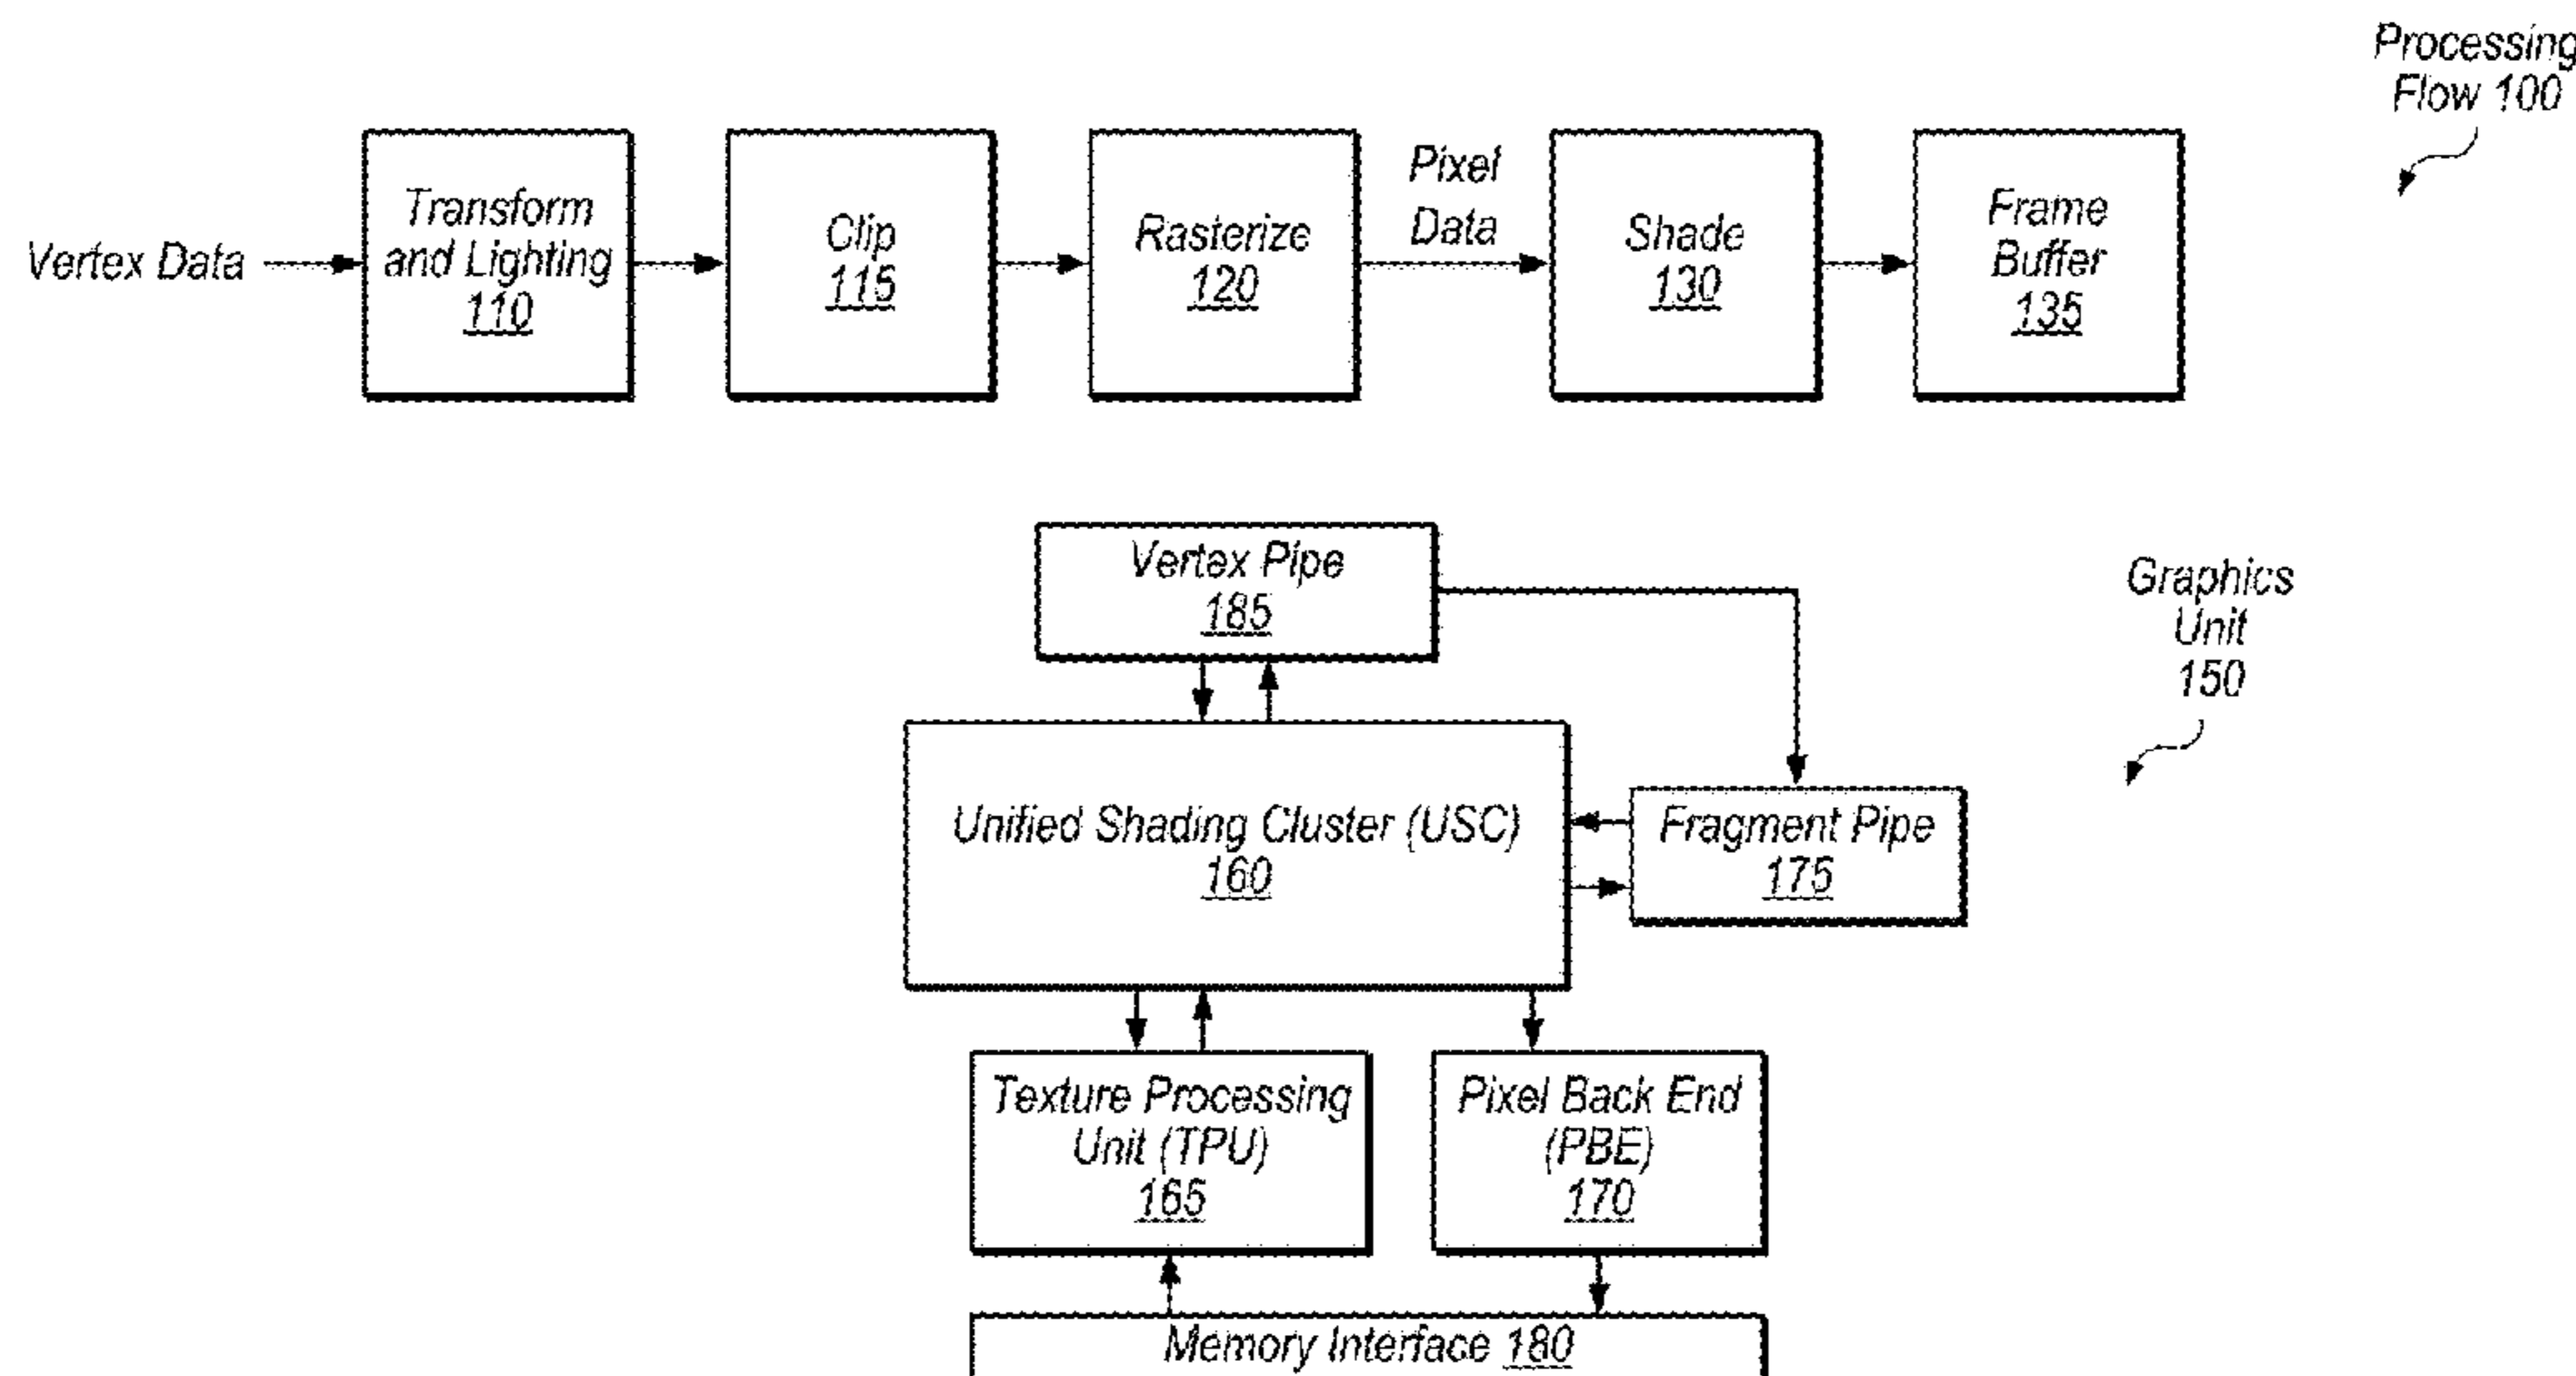 Processing
Flow 100
Vertex Data
Transform
and Lighting
110
Clip
115
Rasterize
120
Pixel
Data
Shade
130
Frame
Buffer
135
Vertex Pipe
185
Graphics
Unit
150
Unified Shading Cluster (USC)
160
Fragment Pipe
175
Texture Processing
Unit (TPU)
165
Pixel Back End
(PBE)
170
Memory Interface 180